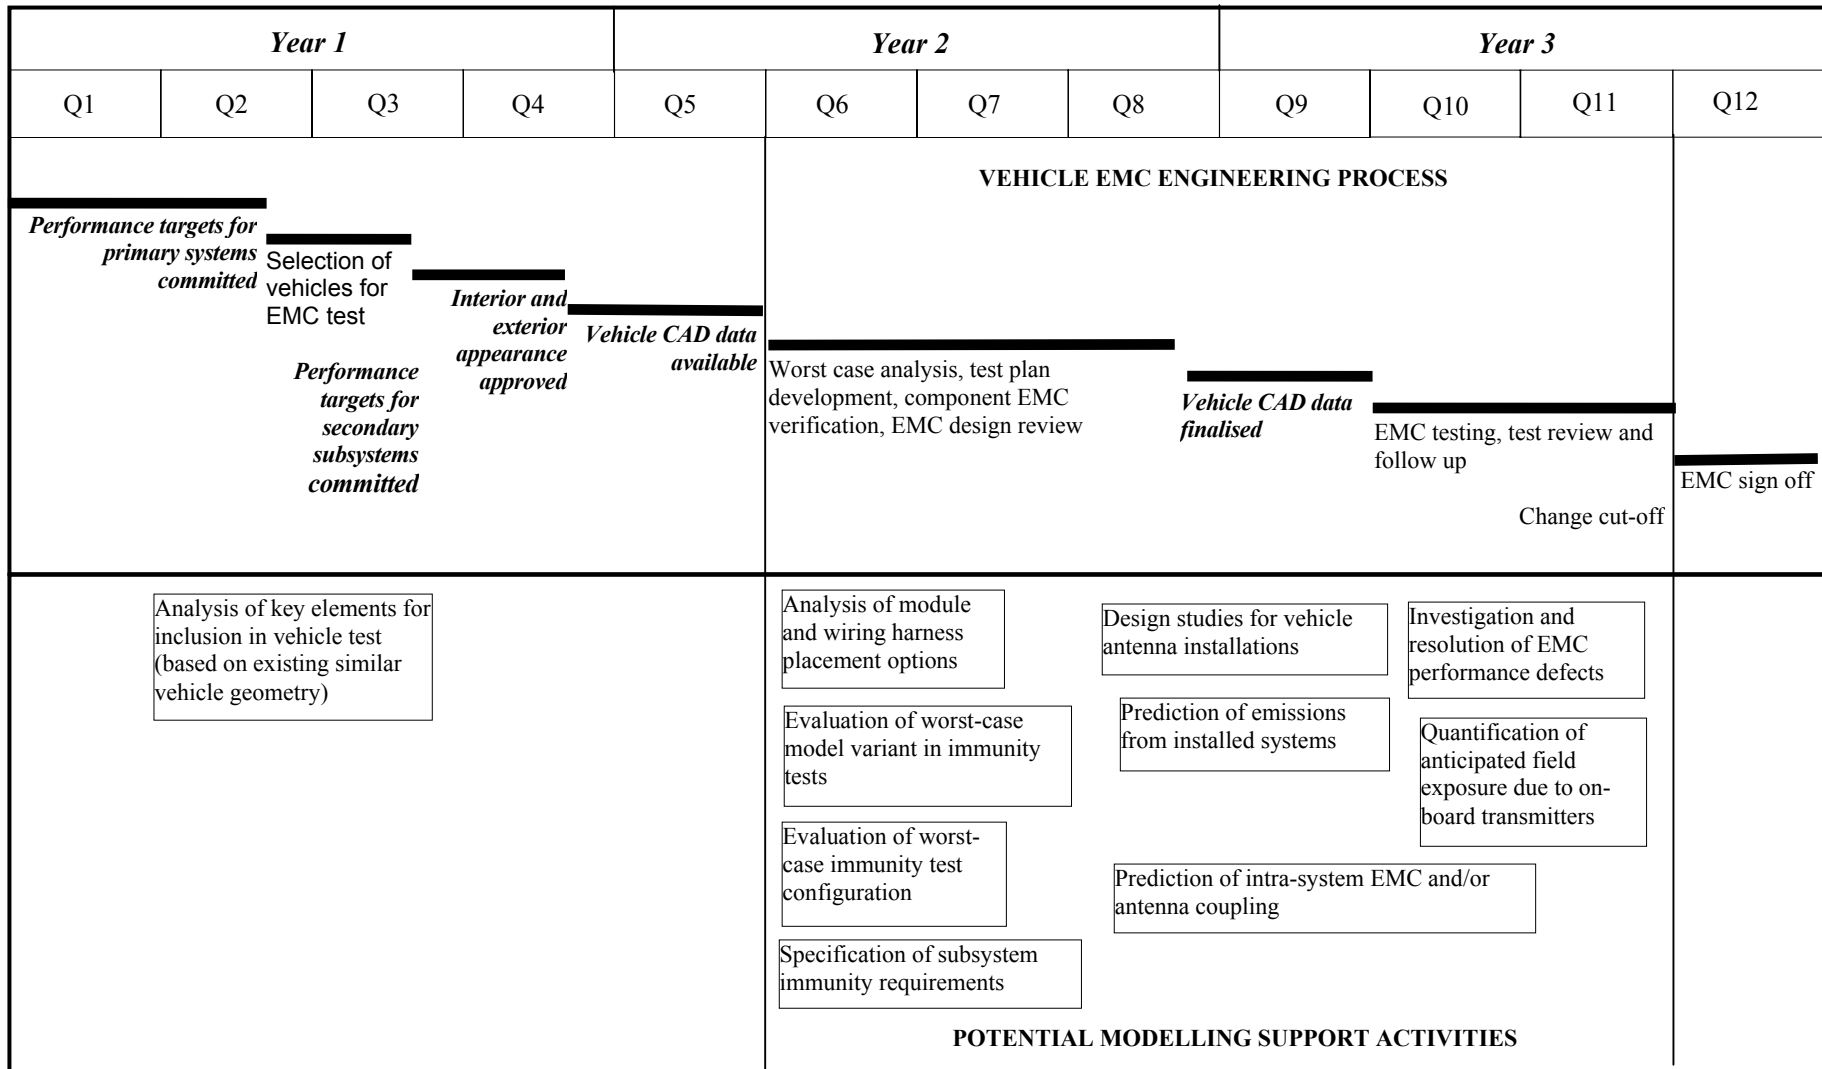 Year 1
Year 2
Year 3
Q1
Q2
Q3
Q4
Q5
Q6
Q7
Q8
Q9
Q10
Q11
Q12
VEHICLE EMC ENGINEERING PROCESS
Performance targets for
primary systems
committed
Selection of
vehicles for
EMC test
Performance
targets for
secondary
subsystems
committed
Interior and
exterior
appearance
approved
Vehicle CAD data
available
Worst case analysis, test plan
development, component EMC
verification, EMC design review
Vehicle CAD data
finalised
EMC testing, test review and
follow up
Change cut-off
EMC sign off
Analysis of key elements for
inclusion in vehicle test
(based on existing similar
vehicle geometry)
Analysis of module
and wiring harness
placement options
Evaluation of worst-case
model variant in immunity
tests
Evaluation of worst-
case immunity test
configuration
Specification of subsystem
immunity requirements
Design studies for vehicle
antenna installations
Prediction of emissions
from installed systems
Prediction of intra-system EMC and/or
antenna coupling
Investigation and
resolution of EMC
performance defects
Quantification of
anticipated field
exposure due to on-
board transmitters
POTENTIAL MODELLING SUPPORT ACTIVITIES